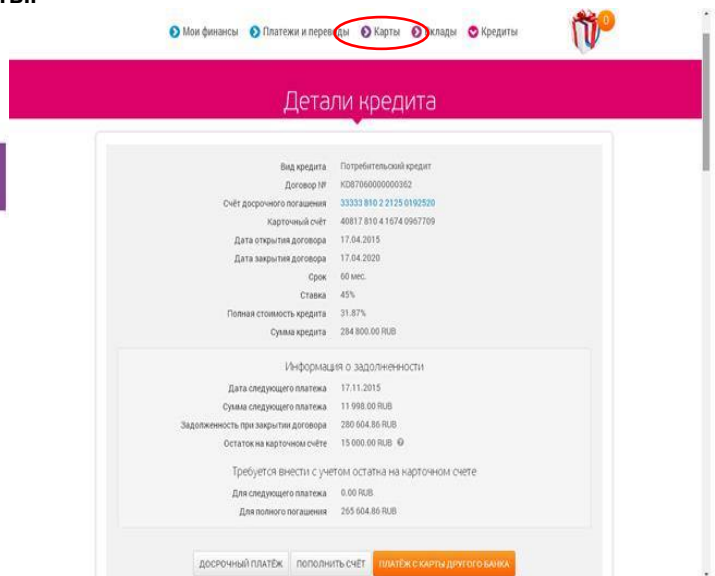 Мои финансы Платежи и переводы Карты Вклады Кредиты 0
Детали кредита
Вид кредита Потребительский кредит
Договор № KD87060000000362
Счёт досрочного погашения 33333 810 2 2125 0192520
Карточный счёт 40817 810 4 1674 0967709
Дата открытия договора 17.04.2015
Дата закрытия договора 17.04.2020
Срок 60 мес.
Ставка 45%
Полная стоимость кредита 31.87%
Сумма кредита 284 800.00 RUB
Информация о задолженности
Дата следующего платежа 17.11.2015
Сумма следующего платежа 11 998.00 RUB
Задолженность при закрытии договора 280 604.86 RUB
Остаток на карточном счёте 15 000.00 RUB
Требуется внести с учетом остатка на карточном счете
Для следующего платежа 0.00 RUB
Для полного погашения 265 604.86 RUB
ДОСРОЧНЫЙ ПЛАТЁЖ ПОПОЛНИТЬ СЧЁТ ПЛАТЁЖ С КАРТЫ ДРУГОГО БАНКА